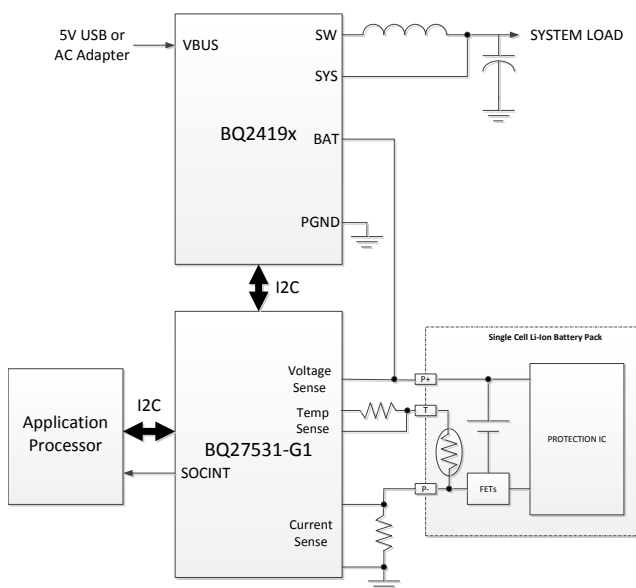 5V USB or
AC Adapter
VBUS
SW
SYSTEM LOAD
SYS
BQ2419x
BAT
PGND
I2C
Single Cell Li-Ion Battery Pack
Voltage
Sense
P+
Temp
Sense
T
I2C
Application
Processor
BQ27531-G1
PROTECTION IC
SOCINT
P-
FETs
Current
Sense